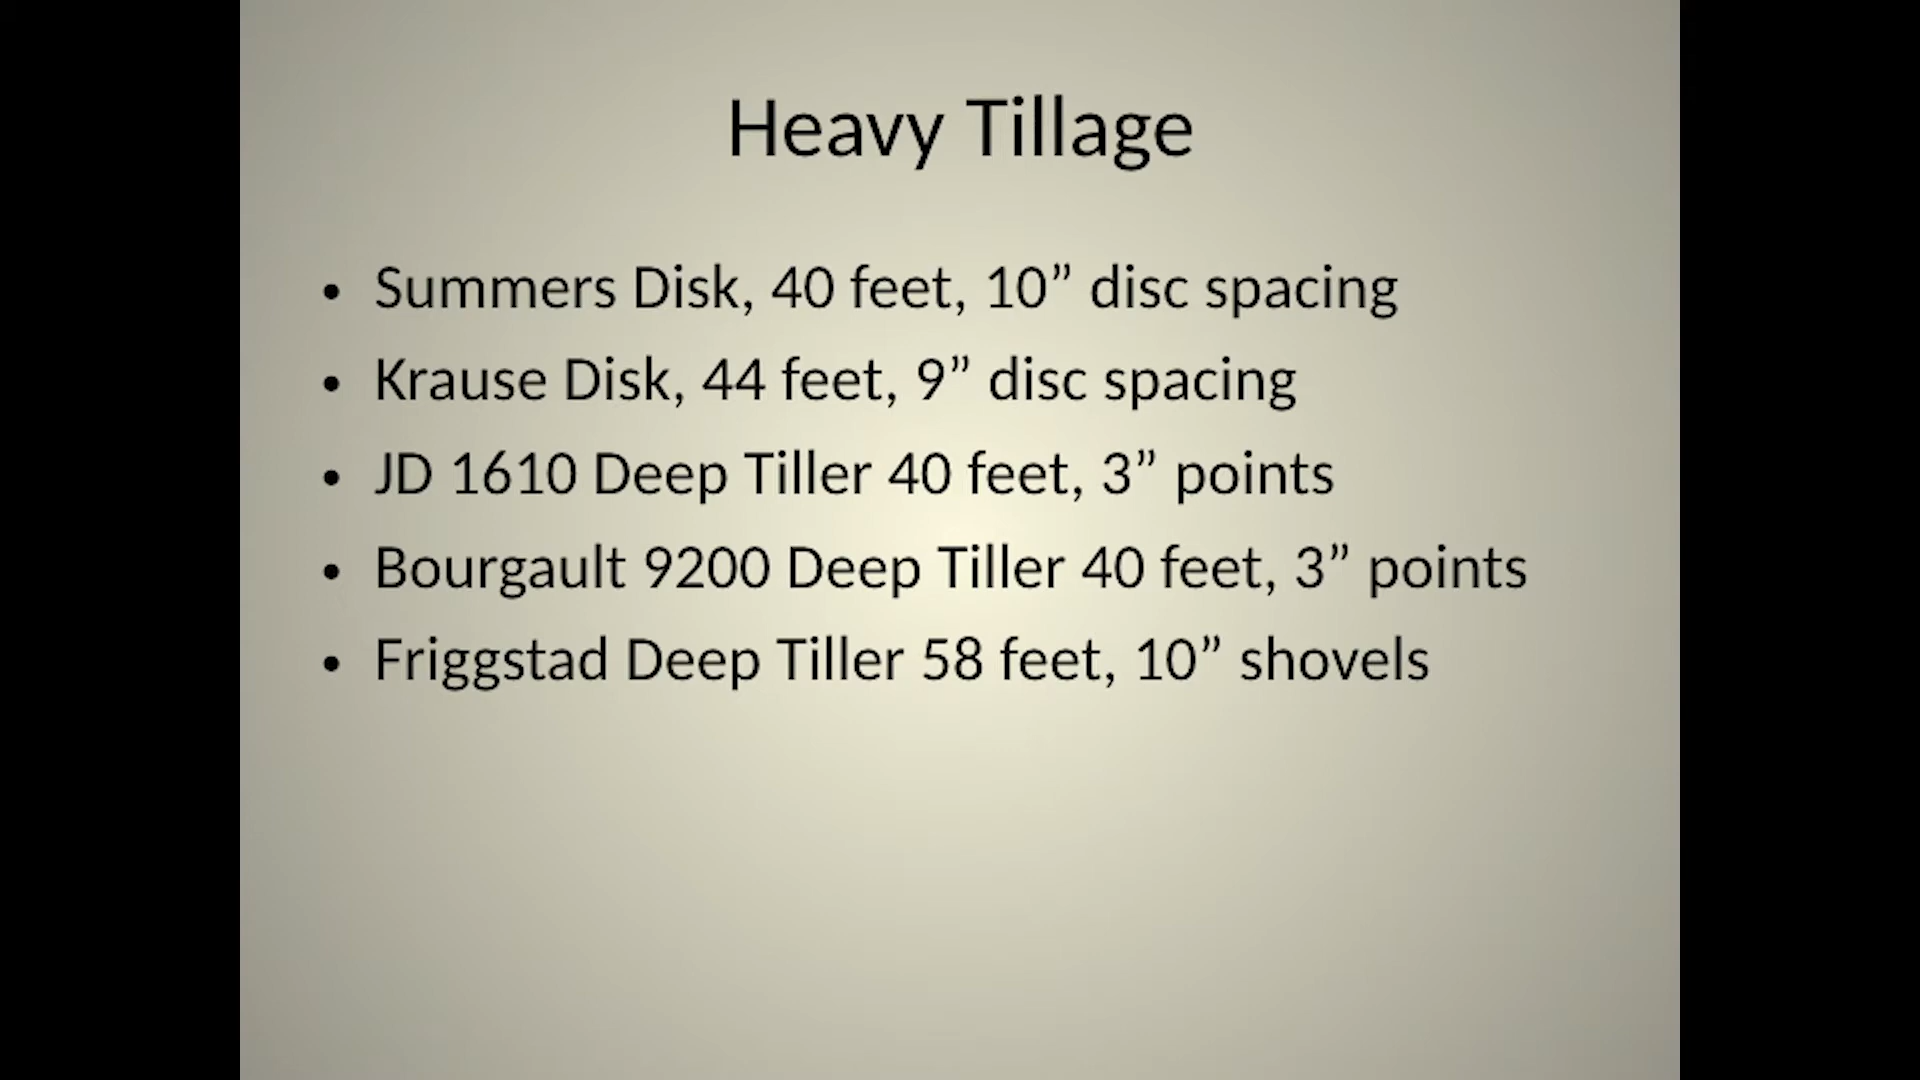 Heavy Tillage
• Summers Disk, 40 feet, 10” disc spacing
• Krause Disk, 44 feet, 9” disc spacing
• JD 1610 Deep Tiller 40 feet, 3” points
• Bourgault 9200 Deep Tiller 40 feet, 3” points
• Friggstad Deep Tiller 58 feet, 10” shovels